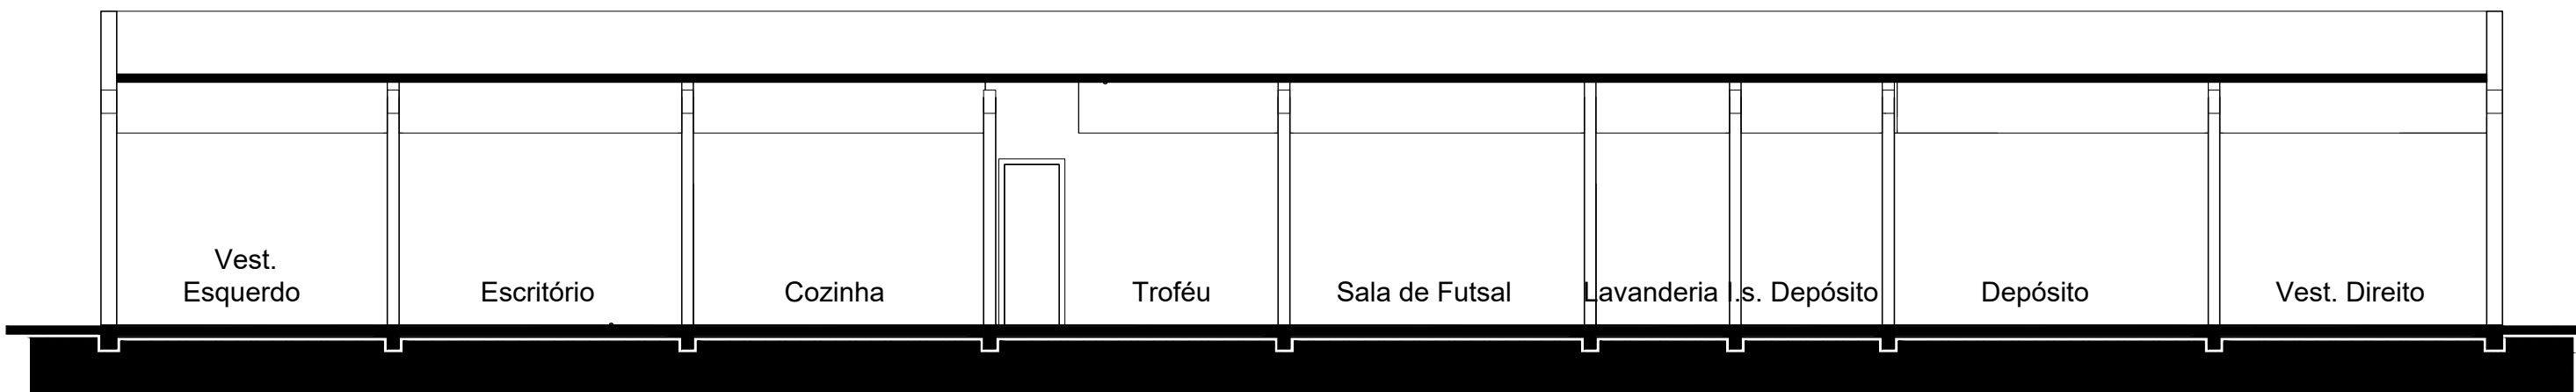 Vest.
Esquerdo
Escritório
Cozinha
Troféu
Sala de Futsal
Lavanderia
I.s. Depósito
Depósito
Vest. Direito